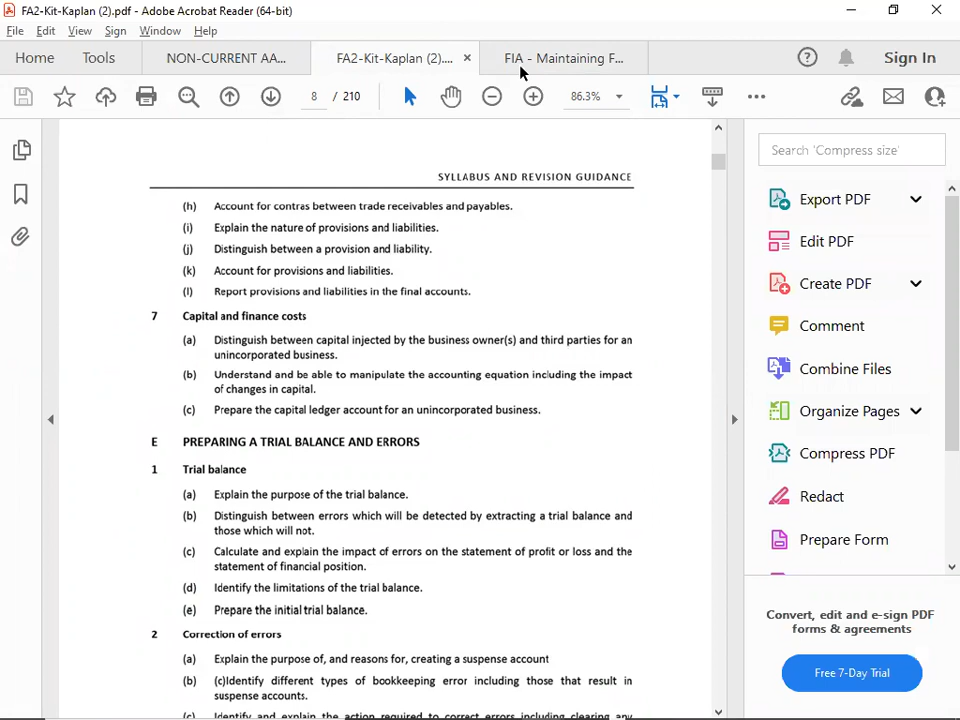 FA2-Kit-Kaplan (2).pdf - Adobe Acrobat Reader (64-bit)
File Edit View Sign Window Help
Home Tools NON-CURRENT AA... FA2-Kit-Kaplan (2).... FIA - Maintaining F... Sign In
8 / 210 86.3%
SYLLABUS AND REVISION GUIDANCE
(h) Account for contras between trade receivables and payables.
(i) Explain the nature of provisions and liabilities.
(j) Distinguish between a provision and liability.
(k) Account for provisions and liabilities.
(l) Report provisions and liabilities in the final accounts.
7 Capital and finance costs
(a) Distinguish between capital injected by the business owner(s) and third parties for an
unincorporated business.
(b) Understand and be able to manipulate the accounting equation including the impact
of changes in capital.
(c) Prepare the capital ledger account for an unincorporated business.
E PREPARING A TRIAL BALANCE AND ERRORS
1 Trial balance
(a) Explain the purpose of the trial balance.
(b) Distinguish between errors which will be detected by extracting a trial balance and
those which will not.
(c) Calculate and explain the impact of errors on the statement of profit or loss and the
statement of financial position.
(d) Identify the limitations of the trial balance.
(e) Prepare the initial trial balance.
2 Correction of errors
(a) Explain the purpose of, and reasons for, creating a suspense account
(b) (c)Identify different types of bookkeeping error including those that result in
suspense accounts.
(c) Identify and explain the action required to correct errors including clearing any
Search 'Compress size'
Export PDF
Edit PDF
Create PDF
Comment
Combine Files
Organize Pages
Compress PDF
Redact
Prepare Form
Convert, edit and e-sign PDF
forms & agreements
Free 7-Day Trial